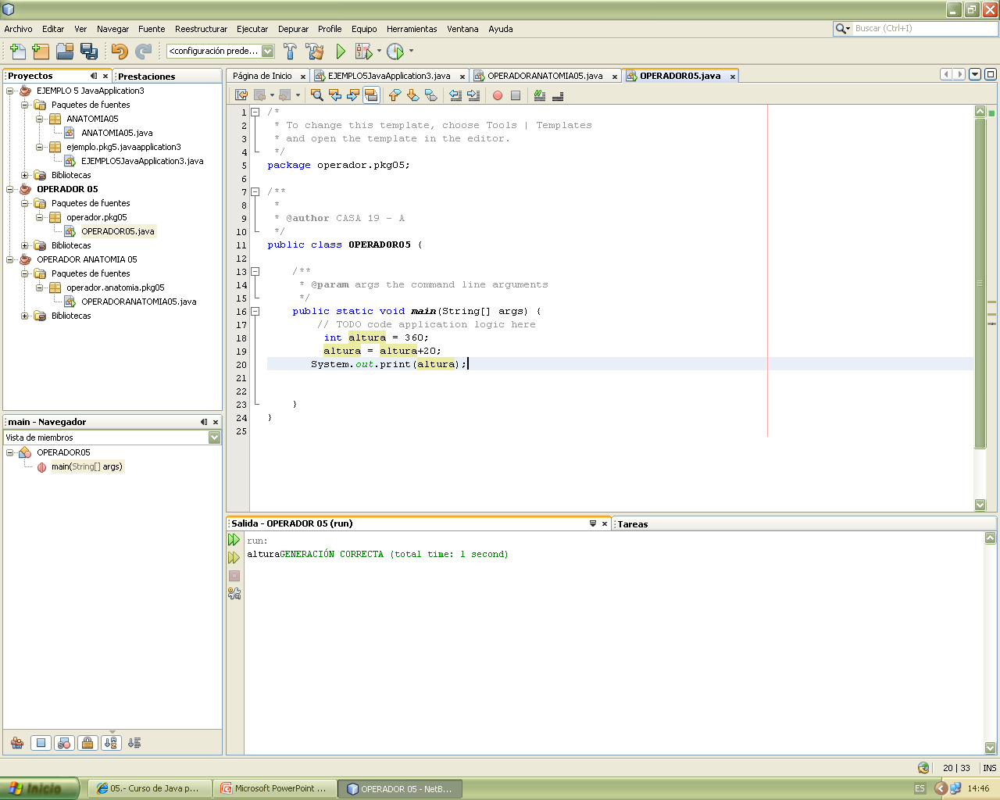 Archivo Editar Ver Navegar Fuente Reestructurar Ejecutar Depurar Profile Equipo Herramientas Ventana Ayuda
Buscar (Ctrl+I)
<configuración prede...
Proyectos
Prestaciones
EJEMPLO 5 JavaApplication3
Paquetes de fuentes
ANATOMIA05
ANATOMIA05.java
ejemplo.pkg5.javaapplication3
EJEMPLO5JavaApplication3.java
Bibliotecas
OPERADOR 05
Paquetes de fuentes
operador.pkg05
OPERADOR05.java
Bibliotecas
OPERADOR ANATOMIA 05
Paquetes de fuentes
operador.anatomia.pkg05
OPERADORANATOMIA05.java
Bibliotecas
main - Navegador
Vista de miembros
OPERADOR05
main(String[] args)
Página de Inicio
EJEMPLO5JavaApplication3.java
OPERADORANATOMIA05.java
OPERADOR05.java
1 /*
2 * To change this template, choose Tools | Templates
3 * and open the template in the editor.
4 */
5 package operador.pkg05;
6
7 /**
8 *
9 * @author CASA 19 - A
10 */
11 public class OPERADOR05 {
12
13 /**
14 * @param args the command line arguments
15 */
16 public static void main(String[] args) {
17 // TODO code application logic here
18 int altura = 360;
19 altura = altura+20;
20 System.out.print(altura);
21
22
23 }
24 }
25
Salida - OPERADOR 05 (run)
Tareas
run:
alturaGENERACIÓN CORRECTA (total time: 1 second)
20 | 33 INS
Inicio
05.- Curso de Java p...
Microsoft PowerPoint ...
OPERADOR 05 - NetB...
ES
14:46